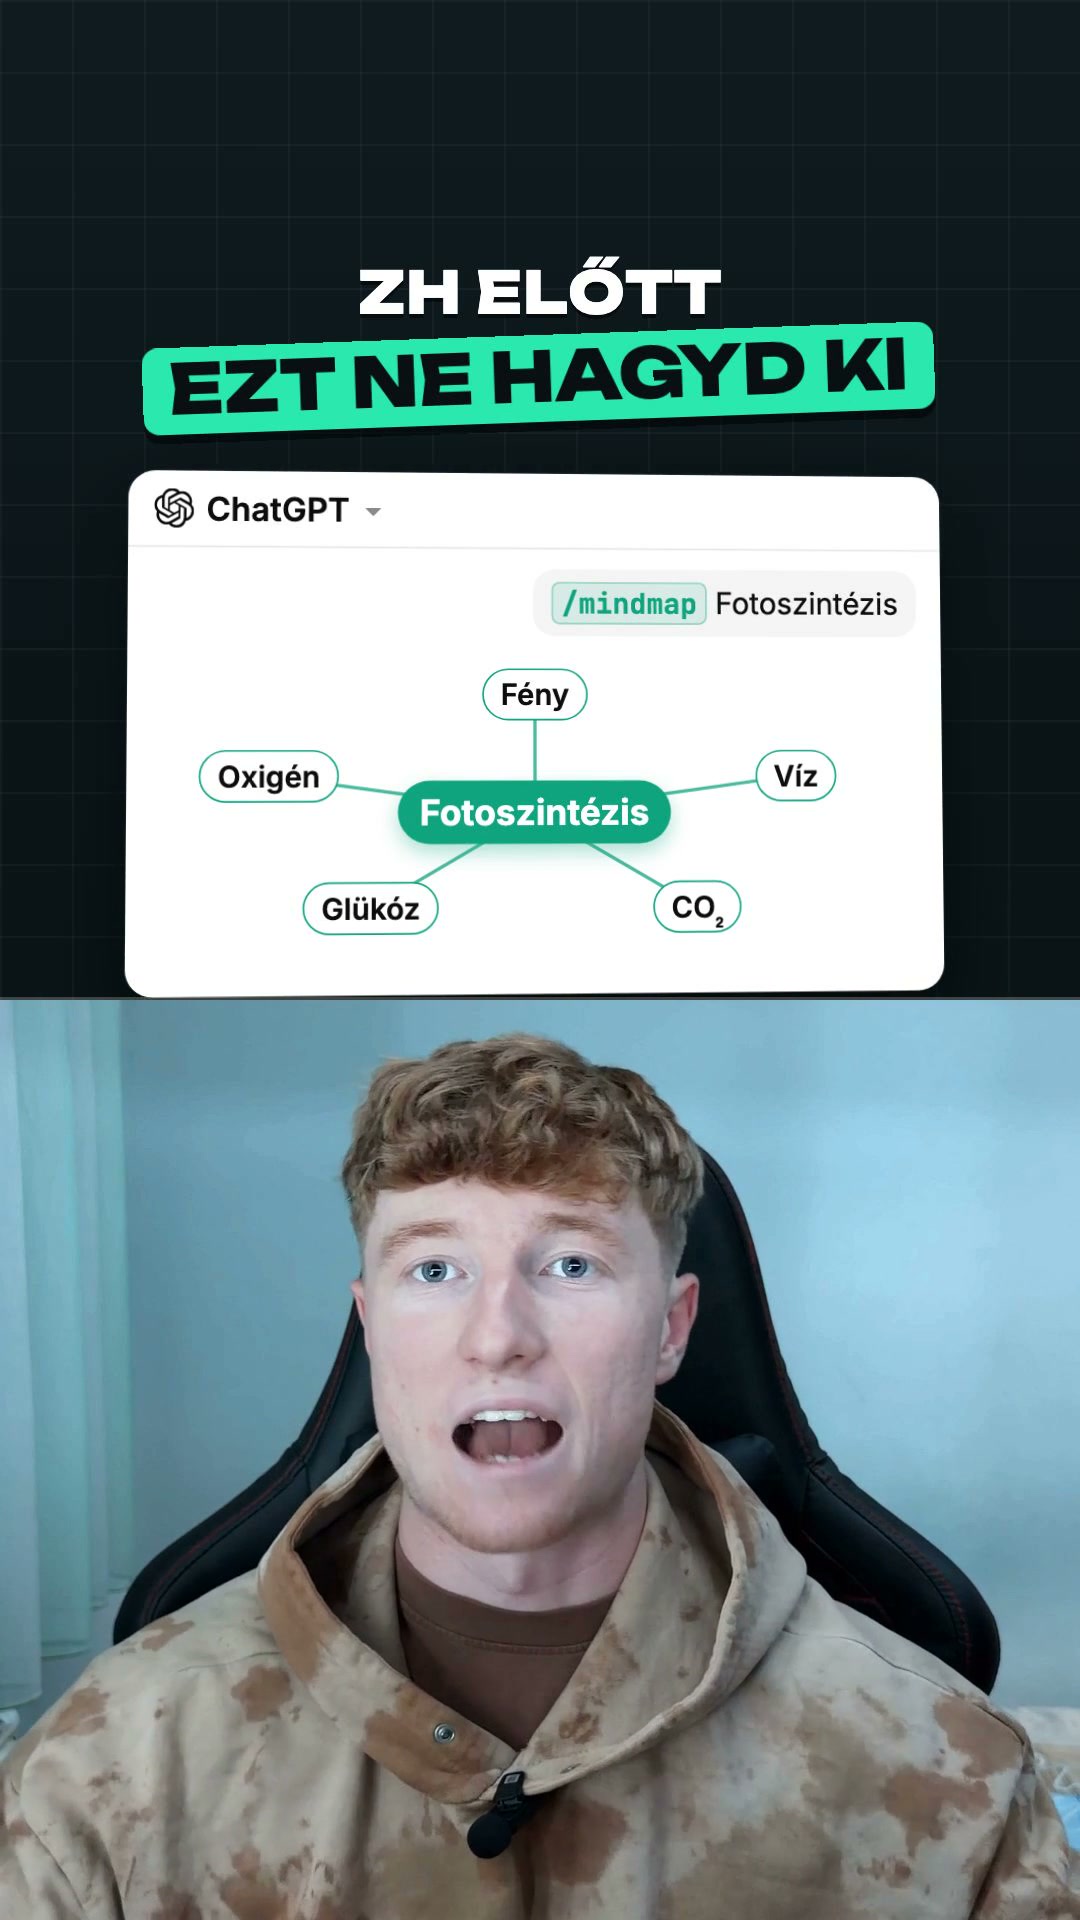 ZH ELŐTT
EZT NE HAGYD KI
ChatGPT
/mindmap Fotoszintézis
Fény
Oxigén
Víz
Fotoszintézis
Glükóz
CO₂